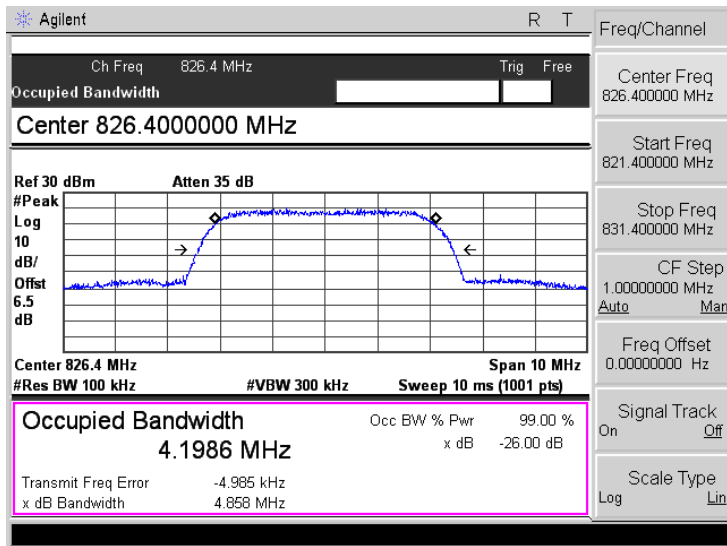 Agilent
R T
Ch Freq 826.4 MHz Trig Free
Occupied Bandwidth
Center 826.4000000 MHz
Ref 30 dBm Atten 35 dB
#Peak
Log
10
dB/
Offst
6.5
dB
Center 826.4 MHz Span 10 MHz
#Res BW 100 kHz #VBW 300 kHz Sweep 10 ms (1001 pts)
Occupied Bandwidth
4.1986 MHz
Occ BW % Pwr 99.00 %
x dB -26.00 dB
Transmit Freq Error -4.985 kHz
x dB Bandwidth 4.858 MHz
Freq/Channel
Center Freq
826.400000 MHz
Start Freq
821.400000 MHz
Stop Freq
831.400000 MHz
CF Step
1.00000000 MHz
Auto Man
Freq Offset
0.00000000 Hz
Signal Track
On Off
Scale Type
Log Lin